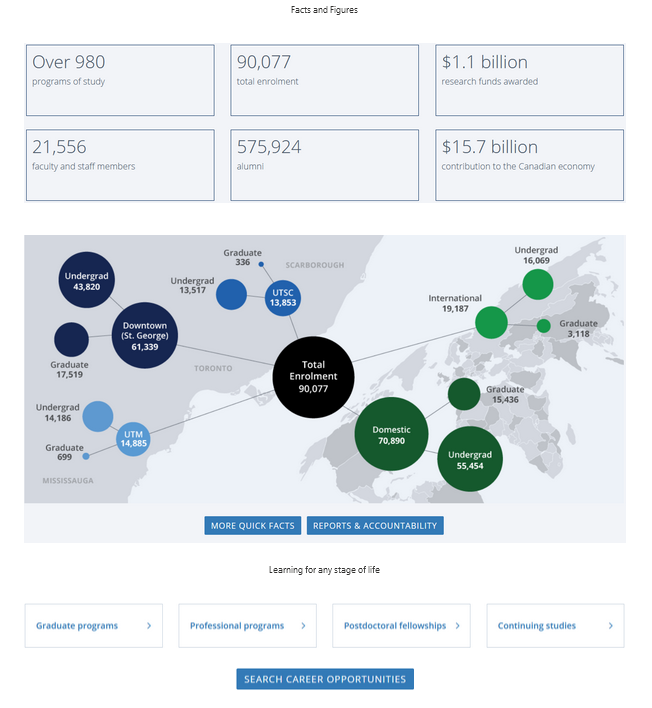 Facts and Figures
Over 980
programs of study
90,077
total enrolment
$1.1 billion
research funds awarded
21,556
faculty and staff members
575,924
alumni
$15.7 billion
contribution to the Canadian economy
Undergrad
43,820
Downtown
(St. George)
61,339
Graduate
17,519
Graduate
336
SCARBOROUGH
Undergrad
13,517
UTSC
13,853
TORONTO
Total
Enrolment
90,077
Undergrad
14,186
UTM
14,885
Graduate
699
MISSISSAUGA
Undergrad
16,069
International
19,187
Graduate
3,118
Graduate
15,436
Domestic
70,890
Undergrad
55,454
MORE QUICK FACTS
REPORTS & ACCOUNTABILITY
Learning for any stage of life
Graduate programs
Professional programs
Postdoctoral fellowships
Continuing studies
SEARCH CAREER OPPORTUNITIES